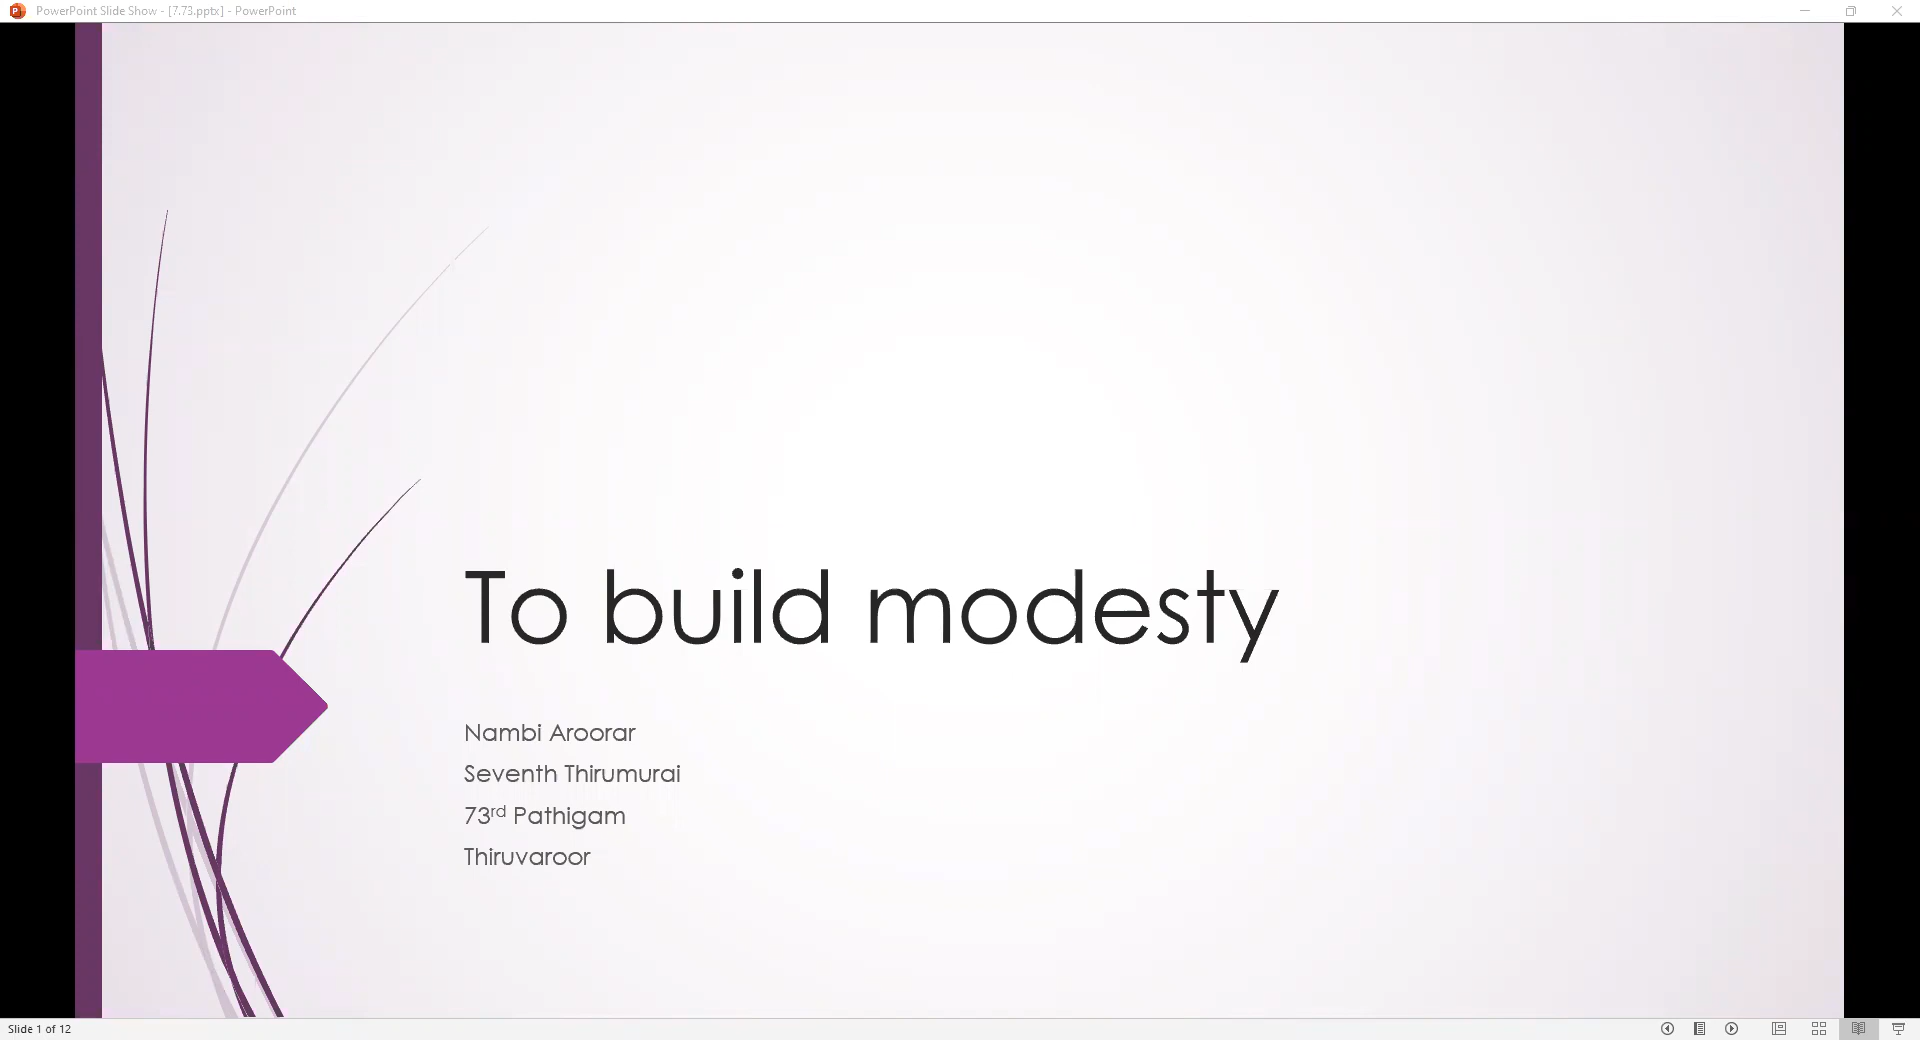 PowerPoint Slide Show - [7.73.pptx] - PowerPoint
To build modesty
Nambi Aroorar
Seventh Thirumurai
73rd Pathigam
Thiruvaroor
Slide 1 of 12